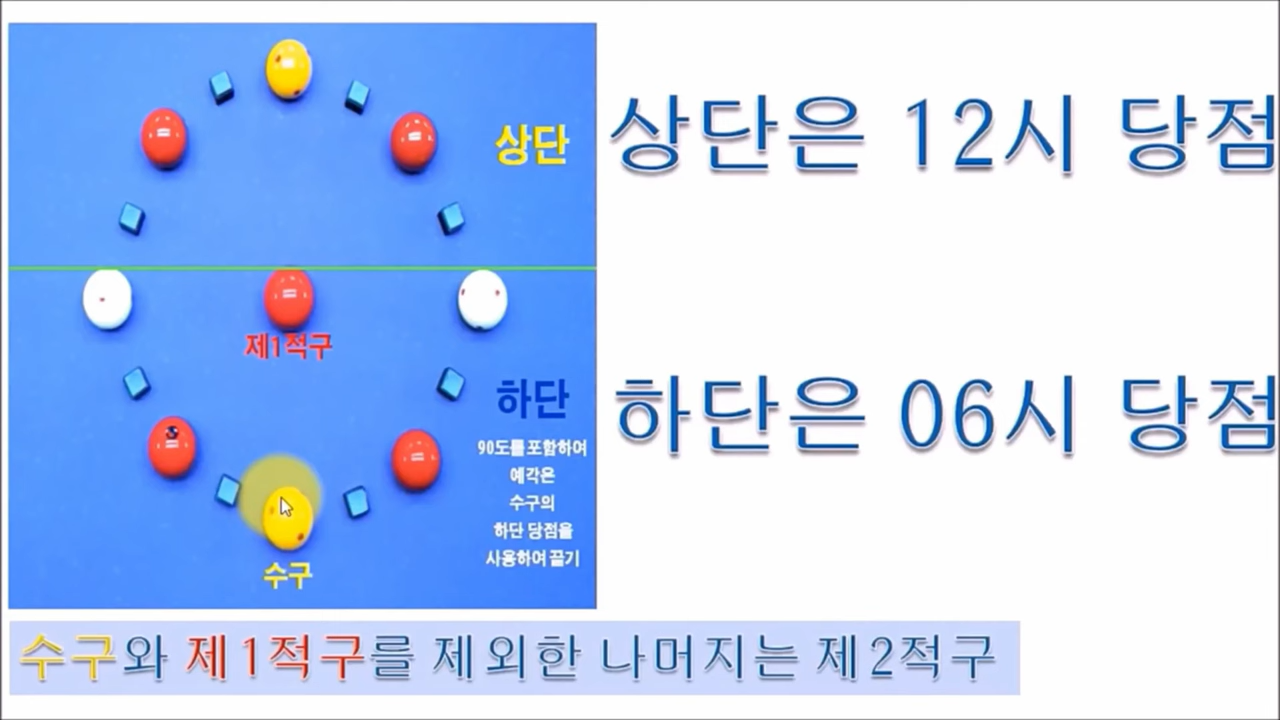 상단
상단은 12시 당점
제1적구
하단
하단은 06시 당점
90도를 포함하여
예각은
수구의
하단 당점을
사용하여 끌기
수구
수구와 제1적구를 제외한 나머지는 제2적구